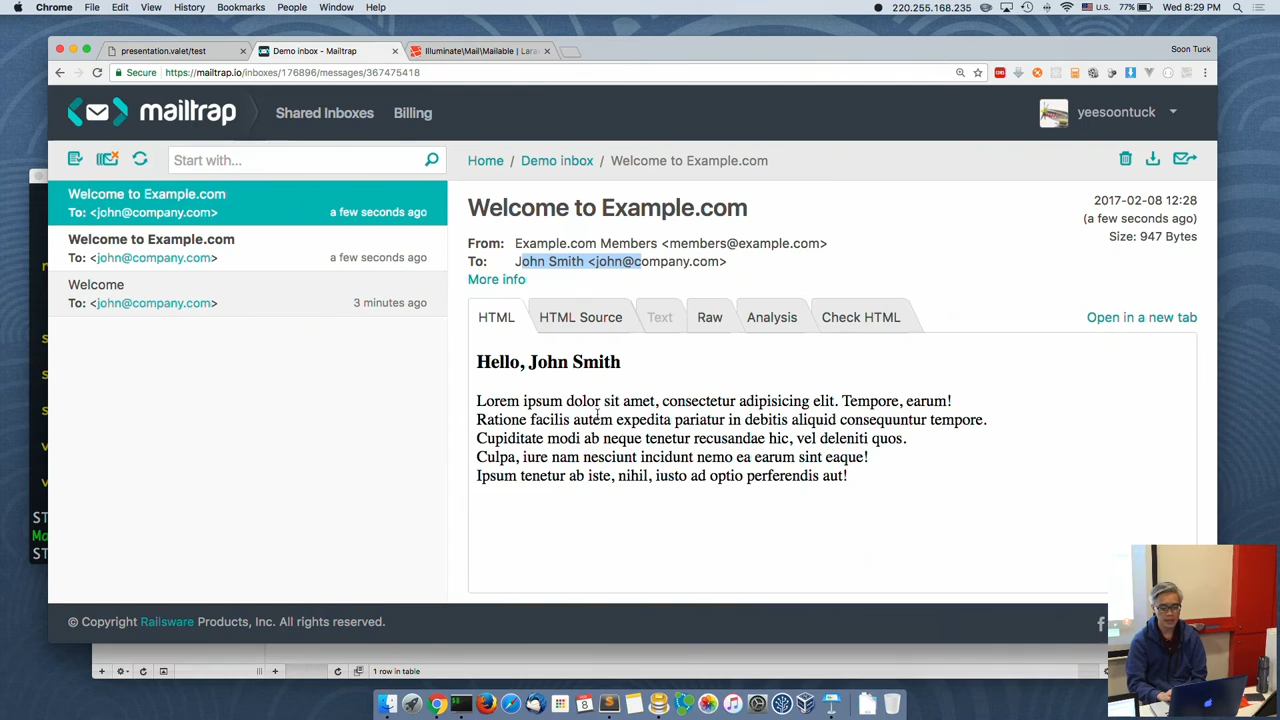 Chrome File Edit View History Bookmarks People Window Help
220.255.168.235 U.S. 77% Wed 8:29 PM
presentation.valet/test
Demo inbox - Mailtrap
Illuminate\Mail\Mailable | Lara
Soon Tuck
Secure https://mailtrap.io/inboxes/176896/messages/367475418
mailtrap
Shared Inboxes
Billing
yeesoontuck
Start with...
Home / Demo inbox / Welcome to Example.com
Welcome to Example.com
To: <john@company.com> a few seconds ago
Welcome to Example.com
To: <john@company.com> a few seconds ago
Welcome
To: <john@company.com> 3 minutes ago
Welcome to Example.com
2017-02-08 12:28
(a few seconds ago)
Size: 947 Bytes
From: Example.com Members <members@example.com>
To: John Smith <john@company.com>
More info
HTML HTML Source Text Raw Analysis Check HTML
Open in a new tab
Hello, John Smith
Lorem ipsum dolor sit amet, consectetur adipisicing elit. Tempore, earum!
Ratione facilis autem expedita pariatur in debitis aliquid consequuntur tempore.
Cupiditate modi ab neque tenetur recusandae hic, vel deleniti quos.
Culpa, iure nam nesciunt incidunt nemo ea earum sint eaque!
Ipsum tenetur ab iste, nihil, iusto ad optio perferendis aut!
© Copyright Railsware Products, Inc. All rights reserved.
1 row in table